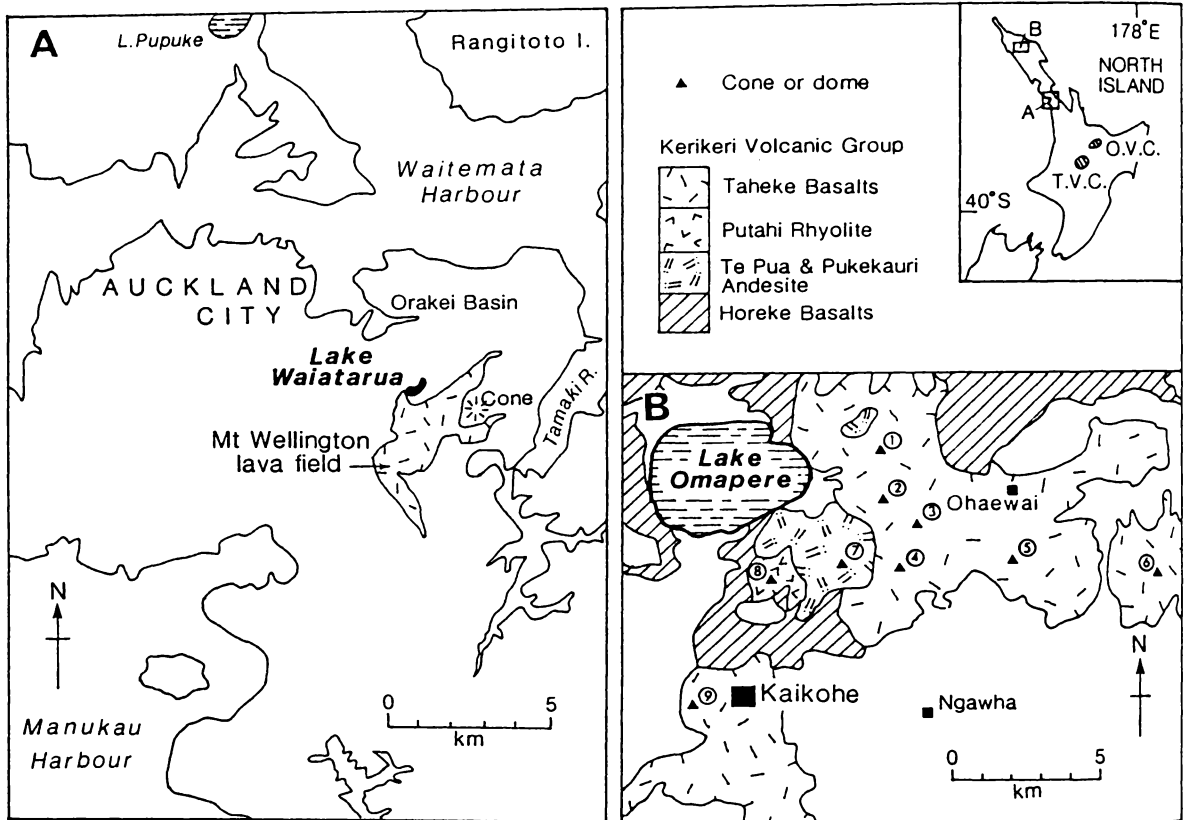 A
L. Pupuke
Rangitoto I.
Waitemata
Harbour
AUCKLAND
CITY
Orakei Basin
Lake
Waiatarua
Cone
Tamaki R.
Mt Wellington
lava field
N
0 5
km
Manukau
Harbour
Cone or dome
Kerikeri Volcanic Group
Taheke Basalts
Putahi Rhyolite
Te Pua & Pukekauri
Andesite
Horeke Basalts
B
178°E
NORTH
ISLAND
A
O.V.C.
T.V.C.
40°S
B
Lake
Omapere
1
2
3
Ohaewai
4
5
6
7
8
9
Kaikohe
Ngawha
N
0 5
km